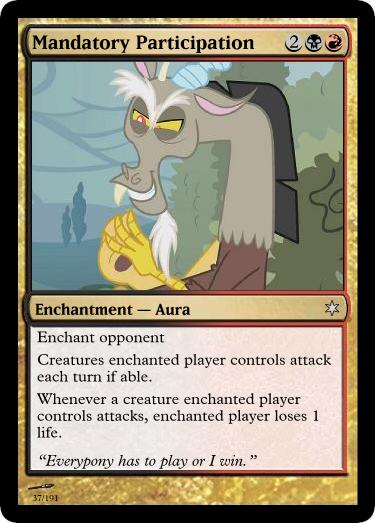 Mandatory Participation 2
Enchantment — Aura
Enchant opponent
Creatures enchanted player controls attack
each turn if able.
Whenever a creature enchanted player
controls attacks, enchanted player loses 1
life.
“Everypony has to play or I win.”
37/191